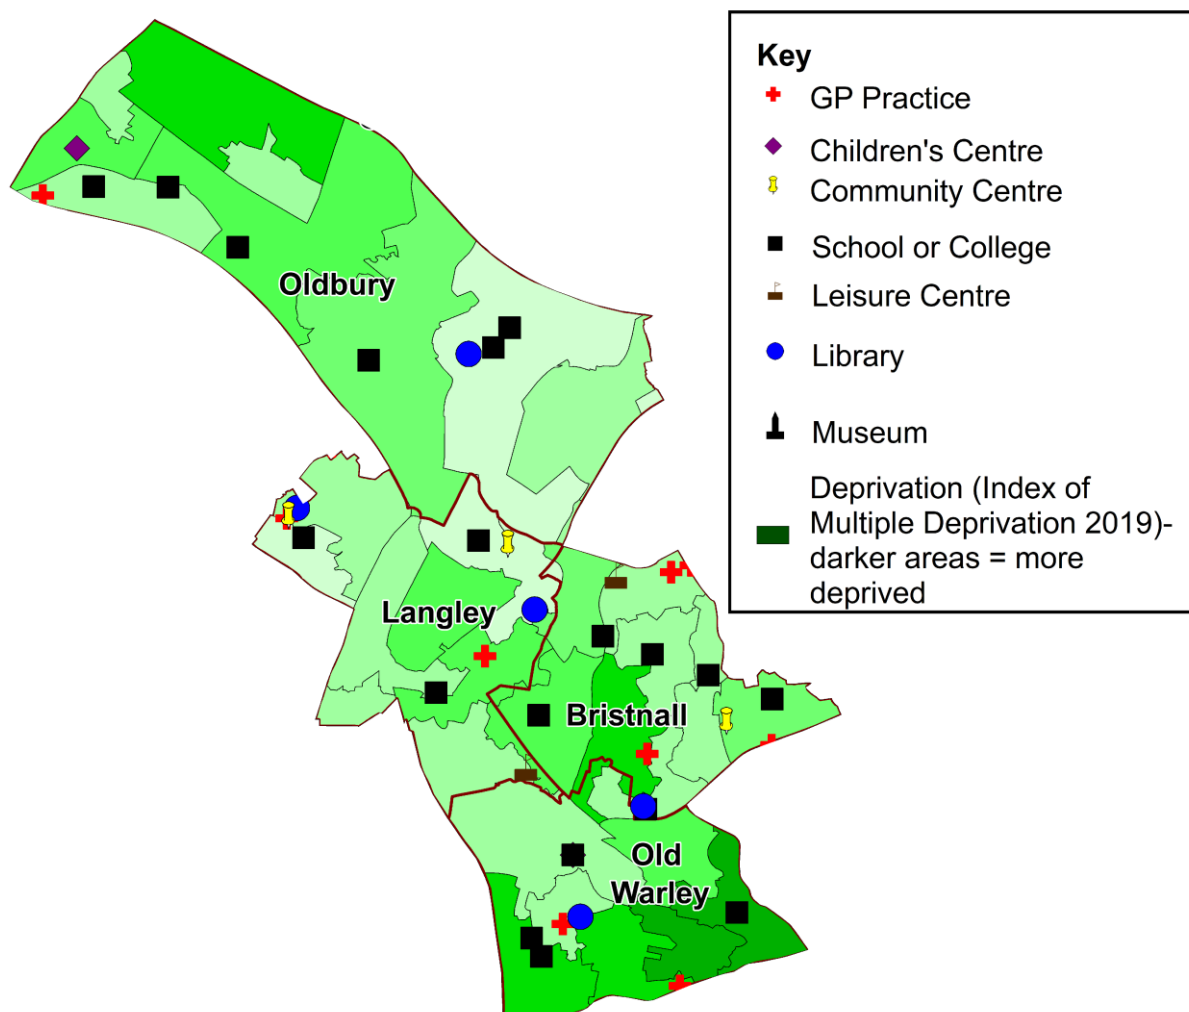 Key
GP Practice
Children's Centre
Community Centre
School or College
Leisure Centre
Library
Museum
Deprivation (Index of
Multiple Deprivation 2019)-
darker areas = more
deprived
Oldbury
Langley
Bristnall
Old
Warley